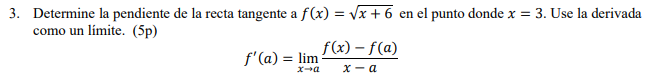 3. Determine la pendiente de la recta tangente a f(x) = √(x + 6) en el punto donde x = 3. Use la derivada
como un límite. (5p)
f'(a) = lim x→a (f(x) − f(a))/(x − a)